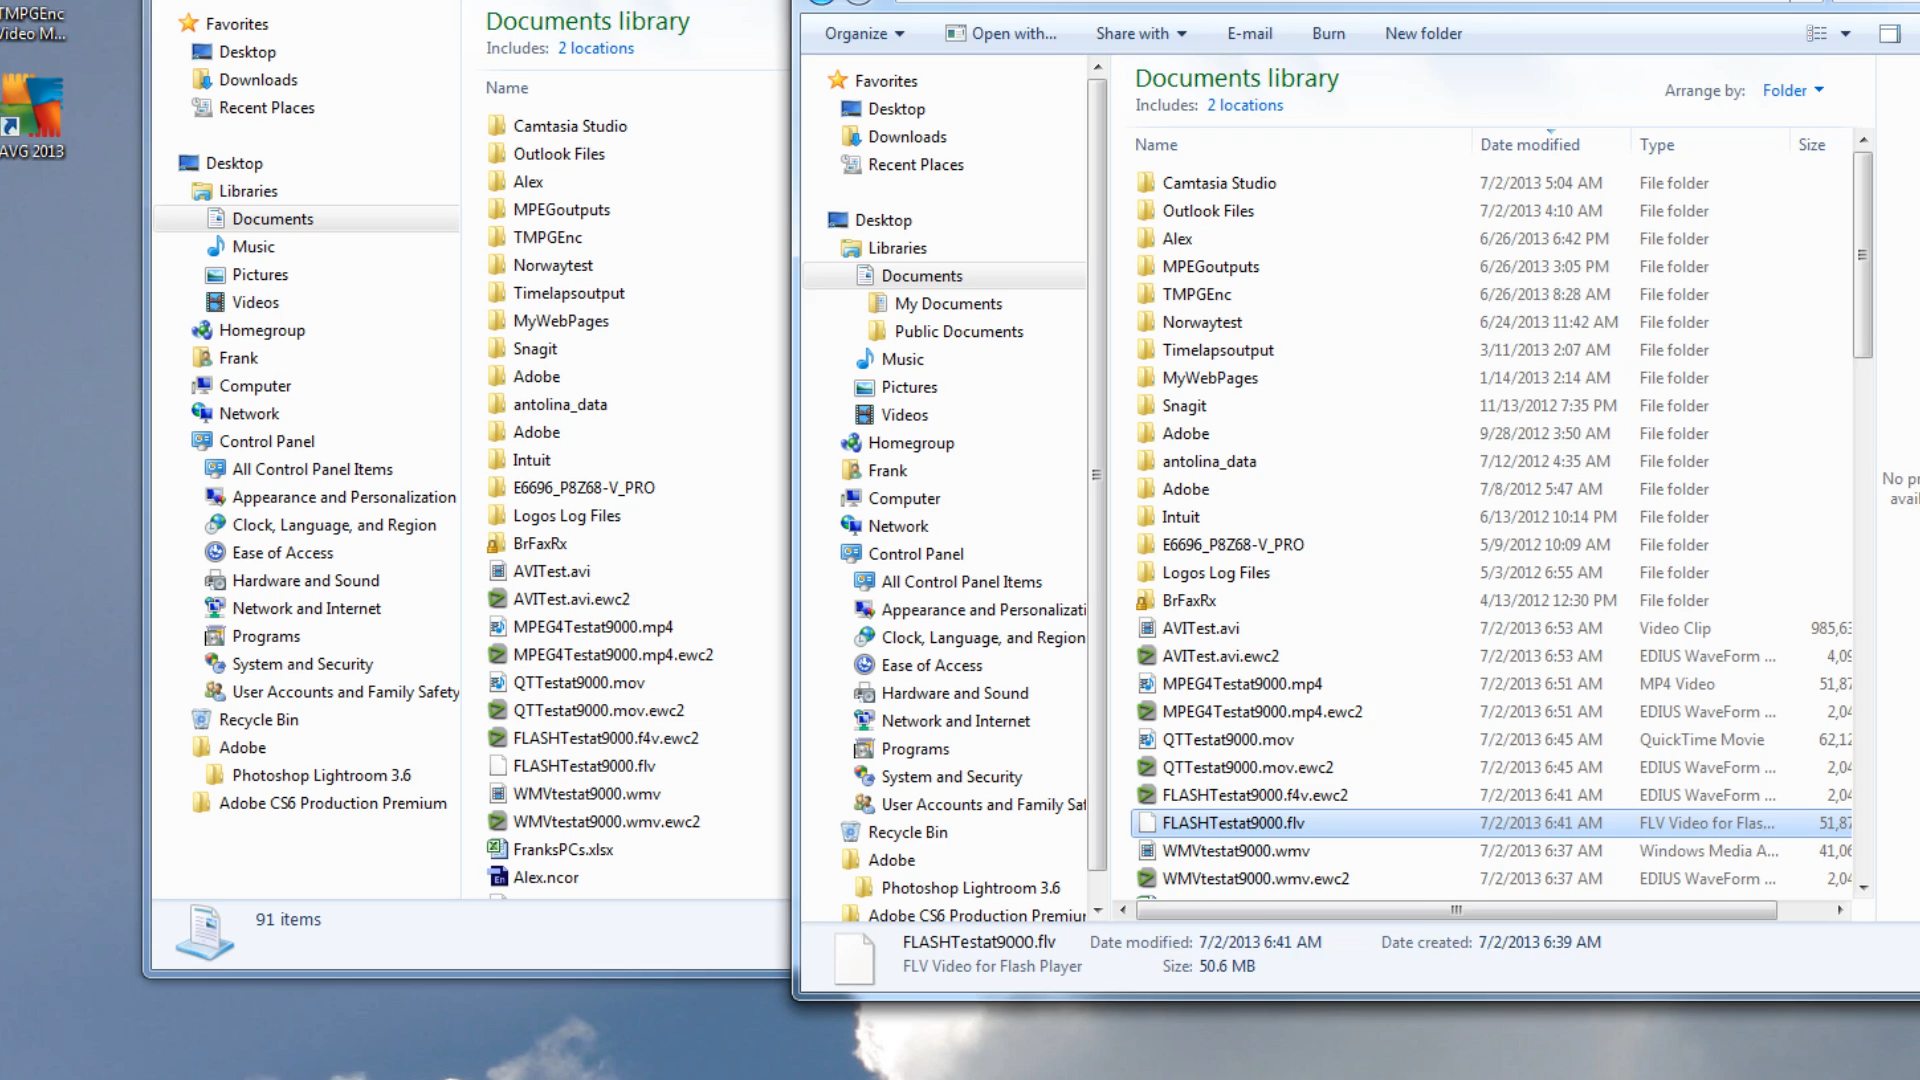 TMPGEnc
Video M...
AVG 2013
Favorites
Desktop
Downloads
Recent Places
Desktop
Libraries
Documents
Music
Pictures
Videos
Homegroup
Frank
Computer
Network
Control Panel
All Control Panel Items
Appearance and Personalization
Clock, Language, and Region
Ease of Access
Hardware and Sound
Network and Internet
Programs
System and Security
User Accounts and Family Safety
Recycle Bin
Adobe
Photoshop Lightroom 3.6
Adobe CS6 Production Premium
Documents library
Includes: 2 locations
Name
Camtasia Studio
Outlook Files
Alex
MPEGoutputs
TMPGEnc
Norwaytest
Timelapsoutput
MyWebPages
Snagit
Adobe
antolina_data
Adobe
Intuit
E6696_P8Z68-V_PRO
Logos Log Files
BrFaxRx
AVITest.avi
AVITest.avi.ewc2
MPEG4Testat9000.mp4
MPEG4Testat9000.mp4.ewc2
QTTestat9000.mov
QTTestat9000.mov.ewc2
FLASHTestat9000.f4v.ewc2
FLASHTestat9000.flv
WMVtestat9000.wmv
WMVtestat9000.wmv.ewc2
FranksPCs.xlsx
Alex.ncor
91 items
Organize Open with... Share with E-mail Burn New folder
Favorites
Desktop
Downloads
Recent Places
Desktop
Libraries
Documents
My Documents
Public Documents
Music
Pictures
Videos
Homegroup
Frank
Computer
Network
Control Panel
All Control Panel Items
Appearance and Personalizati
Clock, Language, and Region
Ease of Access
Hardware and Sound
Network and Internet
Programs
System and Security
User Accounts and Family Saf
Recycle Bin
Adobe
Photoshop Lightroom 3.6
Adobe CS6 Production Premiur
Documents library
Includes: 2 locations
Arrange by: Folder
Name Date modified Type Size
Camtasia Studio 7/2/2013 5:04 AM File folder
Outlook Files 7/2/2013 4:10 AM File folder
Alex 6/26/2013 6:42 PM File folder
MPEGoutputs 6/26/2013 3:05 PM File folder
TMPGEnc 6/26/2013 8:28 AM File folder
Norwaytest 6/24/2013 11:42 AM File folder
Timelapsoutput 3/11/2013 2:07 AM File folder
MyWebPages 1/14/2013 2:14 AM File folder
Snagit 11/13/2012 7:35 PM File folder
Adobe 9/28/2012 3:50 AM File folder
antolina_data 7/12/2012 4:35 AM File folder
Adobe 7/8/2012 5:47 AM File folder
Intuit 6/13/2012 10:14 PM File folder
E6696_P8Z68-V_PRO 5/9/2012 10:09 AM File folder
Logos Log Files 5/3/2012 6:55 AM File folder
BrFaxRx 4/13/2012 12:30 PM File folder
AVITest.avi 7/2/2013 6:53 AM Video Clip 985,63
AVITest.avi.ewc2 7/2/2013 6:53 AM EDIUS WaveForm ... 4,09
MPEG4Testat9000.mp4 7/2/2013 6:51 AM MP4 Video 51,87
MPEG4Testat9000.mp4.ewc2 7/2/2013 6:51 AM EDIUS WaveForm ... 2,04
QTTestat9000.mov 7/2/2013 6:45 AM QuickTime Movie 62,12
QTTestat9000.mov.ewc2 7/2/2013 6:45 AM EDIUS WaveForm ... 2,04
FLASHTestat9000.f4v.ewc2 7/2/2013 6:41 AM EDIUS WaveForm ... 2,04
FLASHTestat9000.flv 7/2/2013 6:41 AM FLV Video for Flas... 51,87
WMVtestat9000.wmv 7/2/2013 6:37 AM Windows Media A... 41,06
WMVtestat9000.wmv.ewc2 7/2/2013 6:37 AM EDIUS WaveForm ... 2,04
No pr
avail
FLASHTestat9000.flv Date modified: 7/2/2013 6:41 AM Date created: 7/2/2013 6:39 AM
FLV Video for Flash Player Size: 50.6 MB